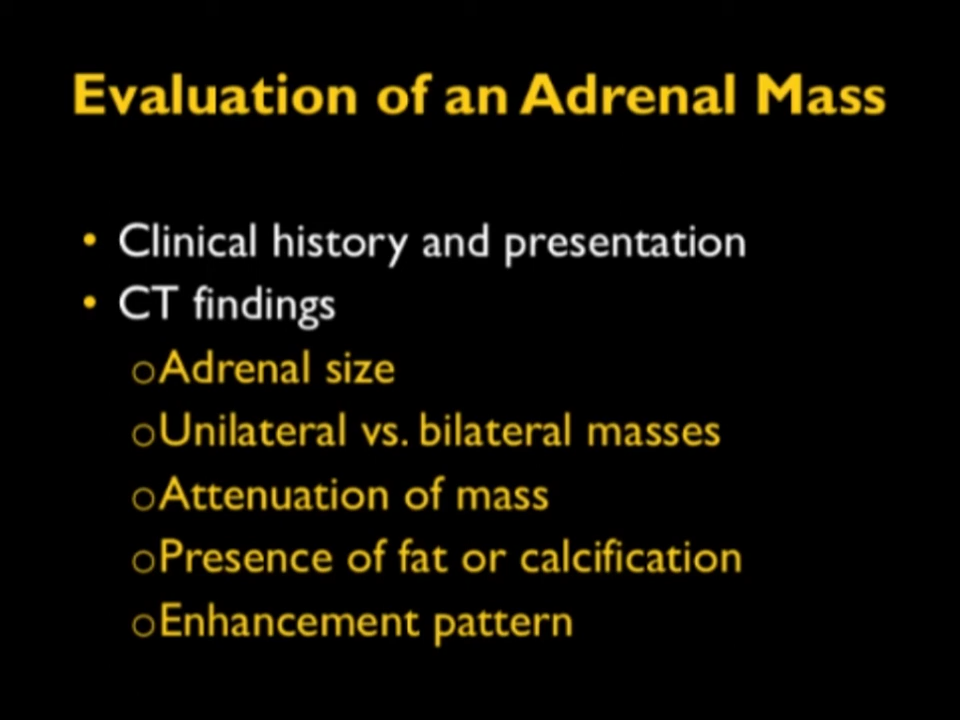 Evaluation of an Adrenal Mass
• Clinical history and presentation
• CT findings
o Adrenal size
o Unilateral vs. bilateral masses
o Attenuation of mass
o Presence of fat or calcification
o Enhancement pattern